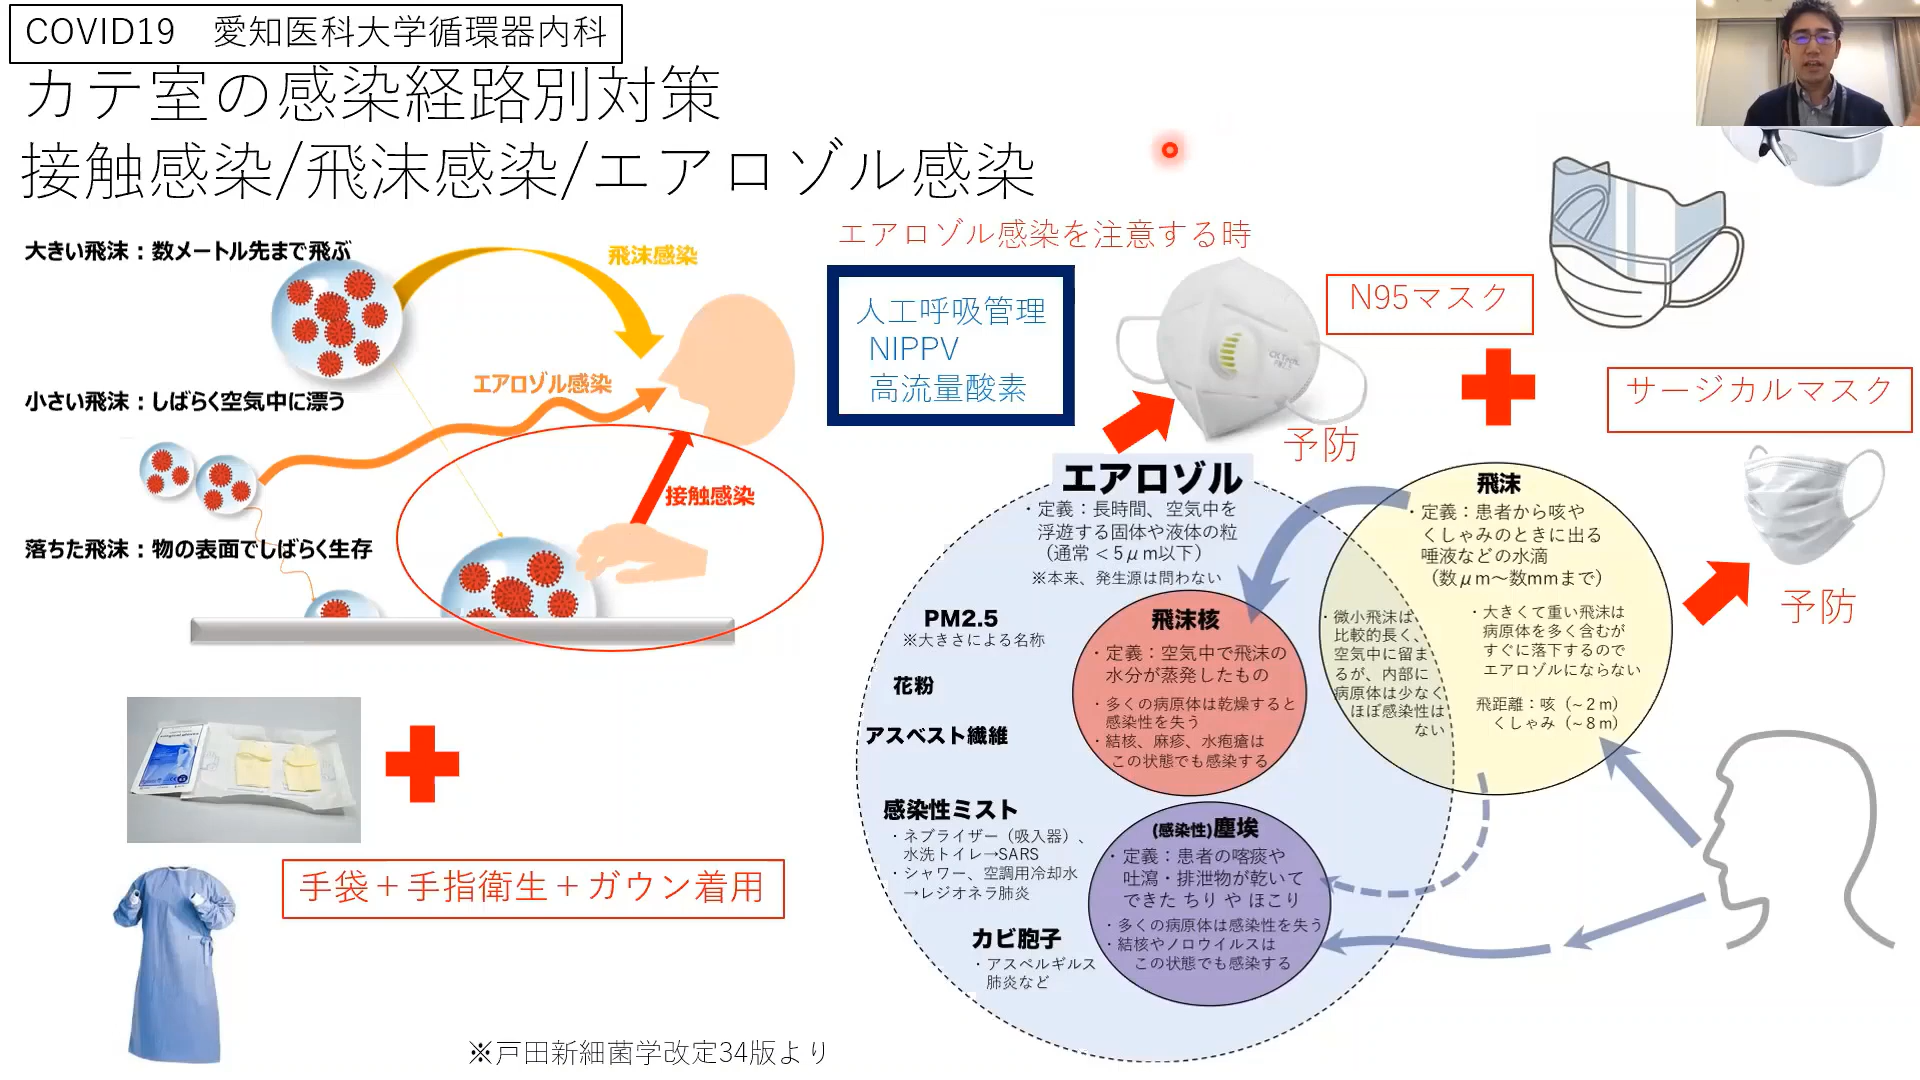 COVID19　愛知医科大学循環器内科
カテ室の感染経路別対策
接触感染/飛沫感染/エアロゾル感染
大きい飛沫：数メートル先まで飛ぶ
飛沫感染
エアロゾル感染
小さい飛沫：しばらく空気中に漂う
接触感染
落ちた飛沫：物の表面でしばらく生存
手袋＋手指衛生＋ガウン着用
※戸田新細菌学改定34版より
エアロゾル感染を注意する時
人工呼吸管理
NIPPV
高流量酸素
N95マスク
予防
サージカルマスク
予防
エアロゾル
・定義：長時間、空気中を
浮遊する固体や液体の粒
（通常＜5μm以下）
※本来、発生源は問わない
PM2.5
※大きさによる名称
花粉
アスベスト繊維
感染性ミスト
・ネブライザー（吸入器）、
水洗トイレ→SARS
・シャワー、空調用冷却水
→レジオネラ肺炎
カビ胞子
・アスペルギルス
肺炎など
飛沫核
・定義：空気中で飛沫の
水分が蒸発したもの
・多くの病原体は乾燥すると
感染性を失う
・結核、麻疹、水疱瘡は
この状態でも感染する
(感染性)塵埃
・定義：患者の喀痰や
吐瀉・排泄物が乾いて
できた ちり や ほこり
・多くの病原体は感染性を失う
・結核やノロウイルスは
この状態でも感染する
飛沫
・定義：患者から咳や
くしゃみのときに出る
唾液などの水滴
（数μm～数mmまで）
・微小飛沫は
比較的長く、
空気中に留ま
るが、内部に
病原体は少なく
ほぼ感染性は
ない
・大きくて重い飛沫は
病原体を多く含むが
すぐに落下するので
エアロゾルにならない
飛距離：咳（~2 m）
くしゃみ（~8 m）